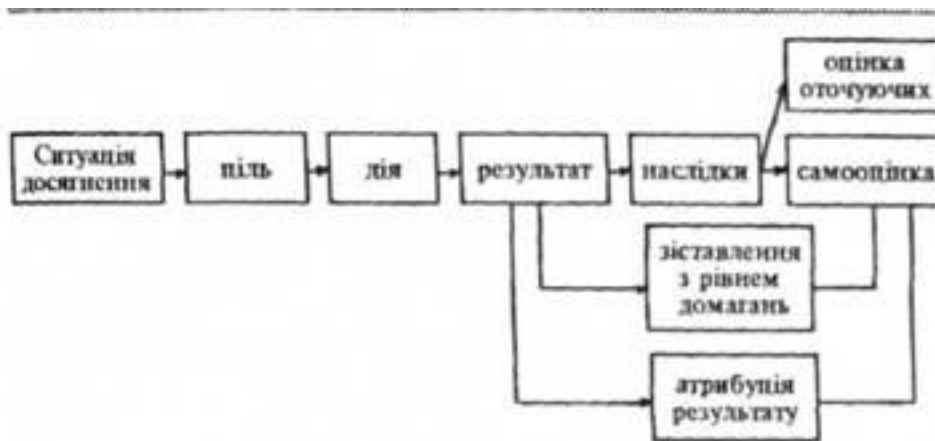 оцінка
оточуючих
Ситуація
досягнення
ціль
дія
результат
наслідки
самооцінка
зіставлення
з рівнем
домагань
атрибуція
результату